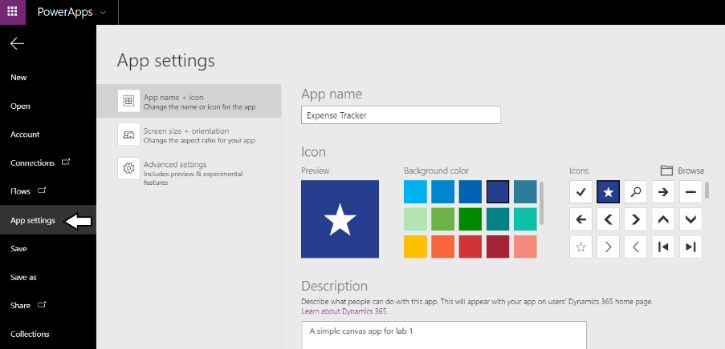 PowerApps
New
Open
Account
Connections
Flows
App settings
Save
Save as
Share
Collections
App settings
App name + icon
Change the name or icon for the app
Screen size + orientation
Change the aspect ratio for your app
Advanced settings
Includes preview & experimental
features
App name
Expense Tracker
Icon
Preview
Background color
Icons
Browse
Description
Describe what people can do with this app. This will appear with your app on users' Dynamics 365 home page.
Learn about Dynamics 365.
A simple canvas app for lab 1